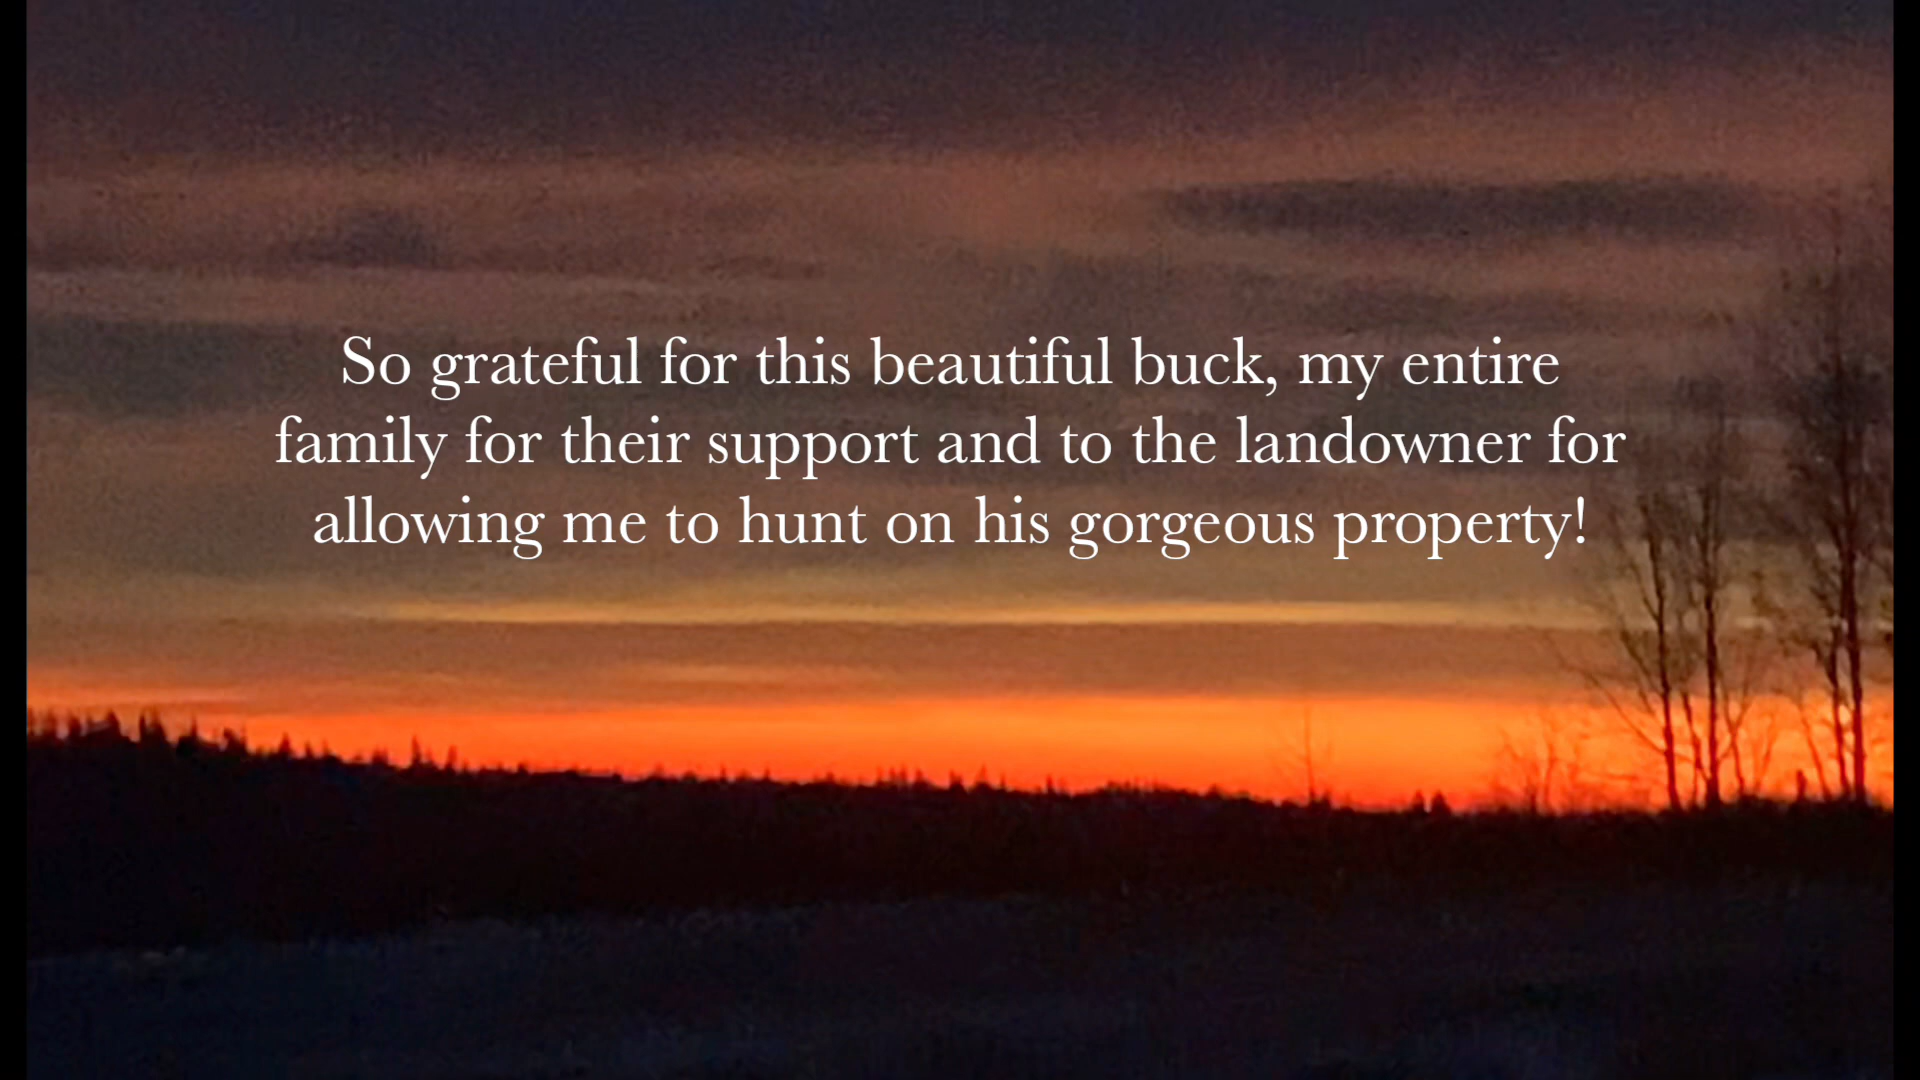 So grateful for this beautiful buck, my entire
family for their support and to the landowner for
allowing me to hunt on his gorgeous property!